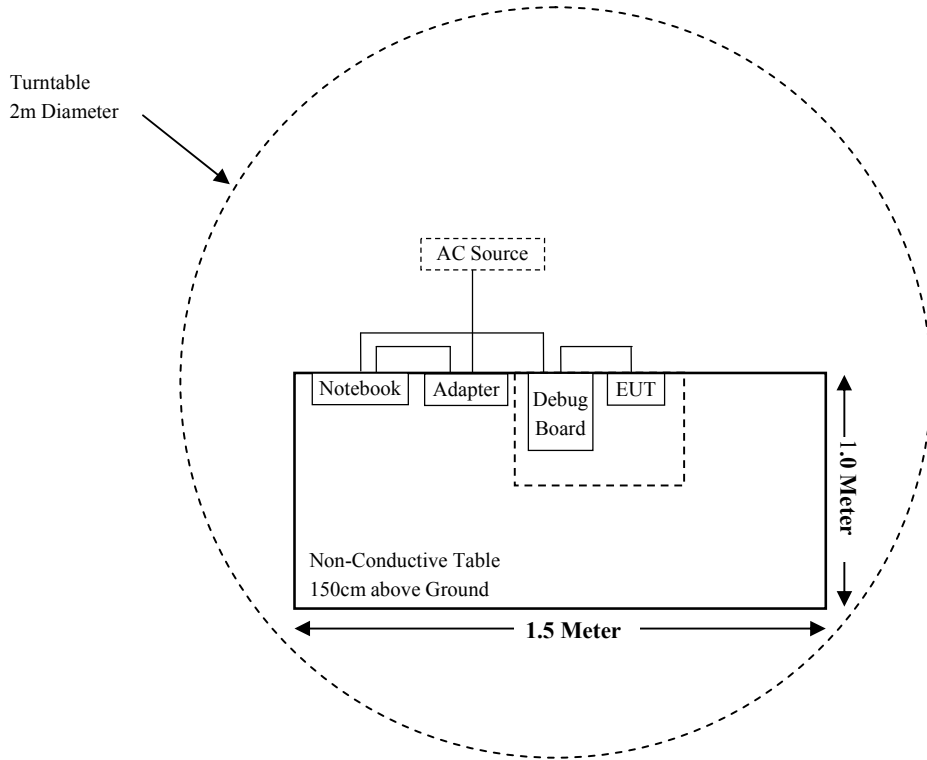 Turntable
2m Diameter
AC Source
Notebook
Adapter
Debug
Board
EUT
1.0 Meter
Non-Conductive Table
150cm above Ground
1.5 Meter